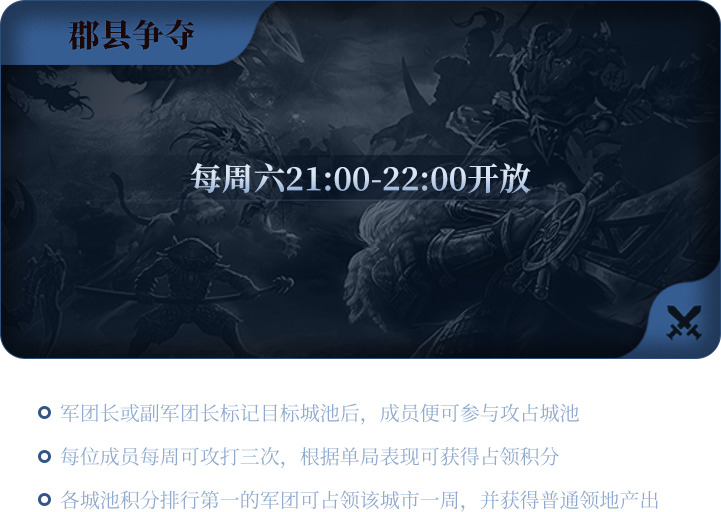 郡县争夺
每周六21:00-22:00开放
军团长或副军团长标记目标城池后，成员便可参与攻占城池
每位成员每周可攻打三次，根据单局表现可获得占领积分
各城池积分排行第一的军团可占领该城市一周，并获得普通领地产出